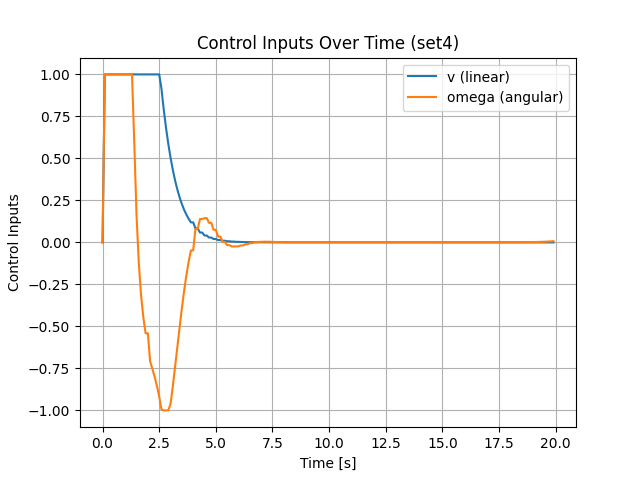 Control Inputs Over Time (set4)
v (linear)
omega (angular)
Control Inputs
1.00
0.75
0.50
0.25
0.00
−0.25
−0.50
−0.75
−1.00
0.0 2.5 5.0 7.5 10.0 12.5 15.0 17.5 20.0
Time [s]